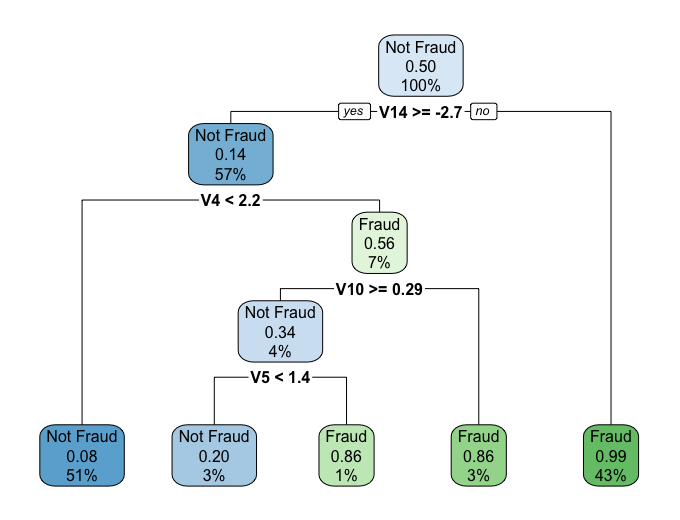 Not Fraud
0.50
100%
yes V14 >= -2.7 no
Not Fraud
0.14
57%
V4 < 2.2
Fraud
0.56
7%
V10 >= 0.29
Not Fraud
0.34
4%
V5 < 1.4
Not Fraud
0.08
51%
Not Fraud
0.20
3%
Fraud
0.86
1%
Fraud
0.86
3%
Fraud
0.99
43%